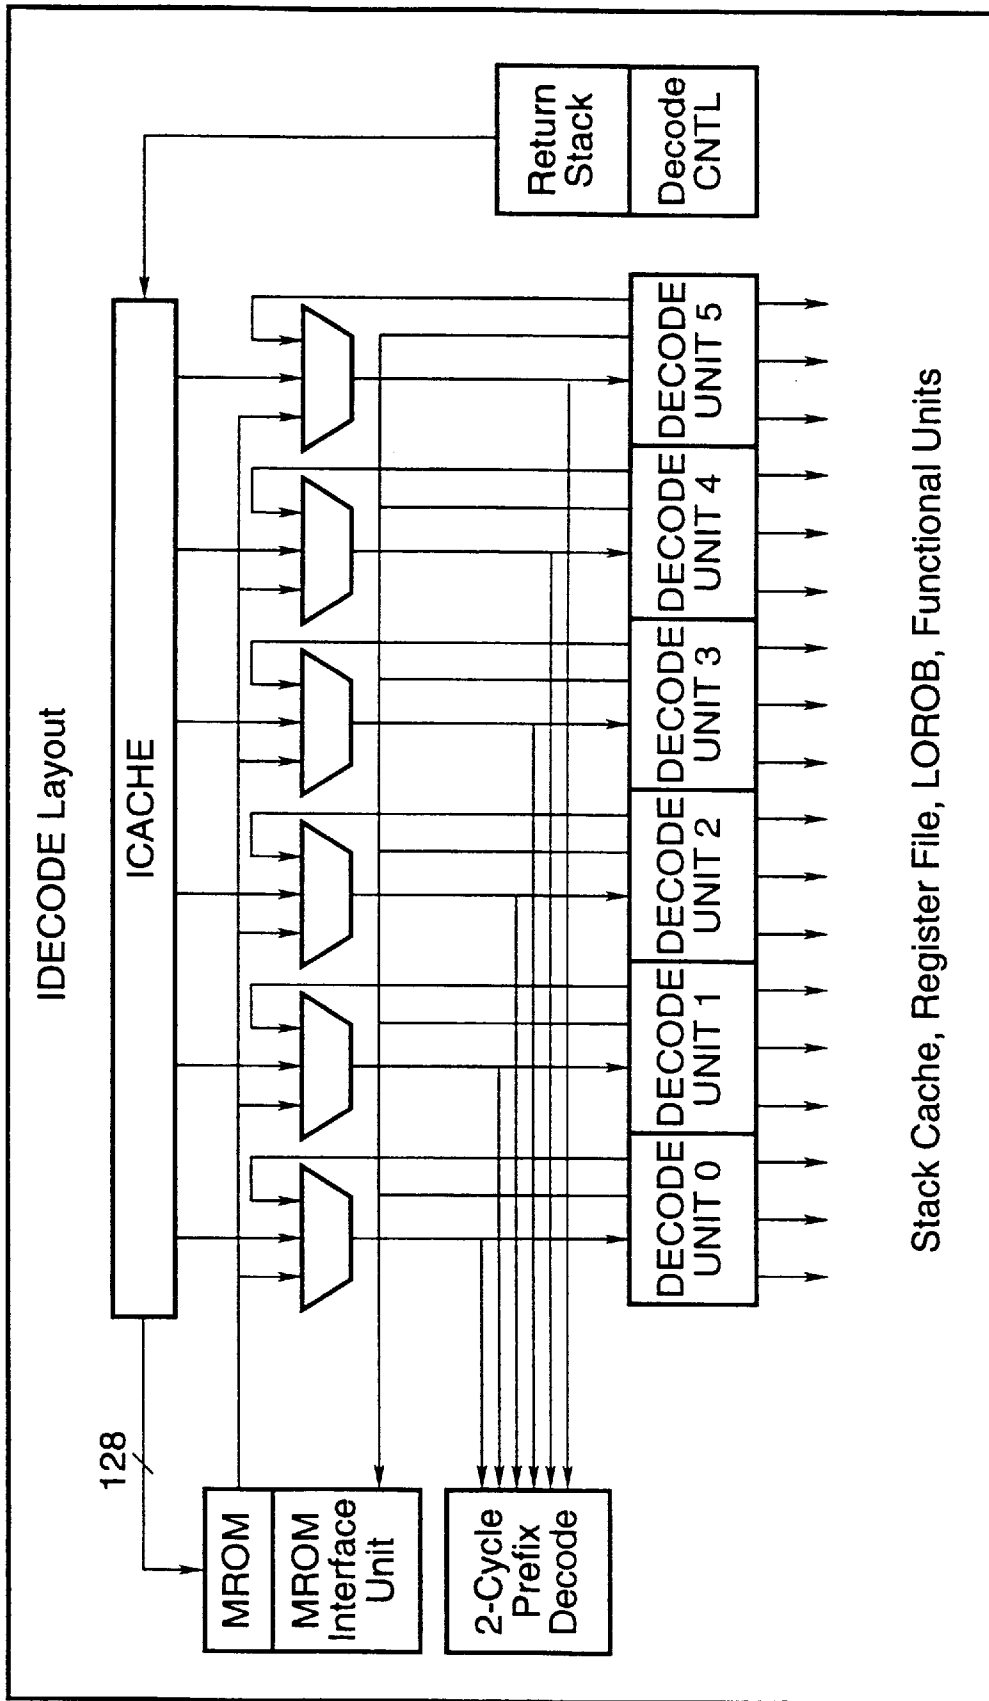 IDECODE Layout
128
ICACHE
MROM
MROM
Interface
Unit
2-Cycle
Prefix
Decode
Return
Stack
Decode
CNTL
DECODE
UNIT 0
DECODE
UNIT 1
DECODE
UNIT 2
DECODE
UNIT 3
DECODE
UNIT 4
DECODE
UNIT 5
Stack Cache, Register File, LOROB, Functional Units